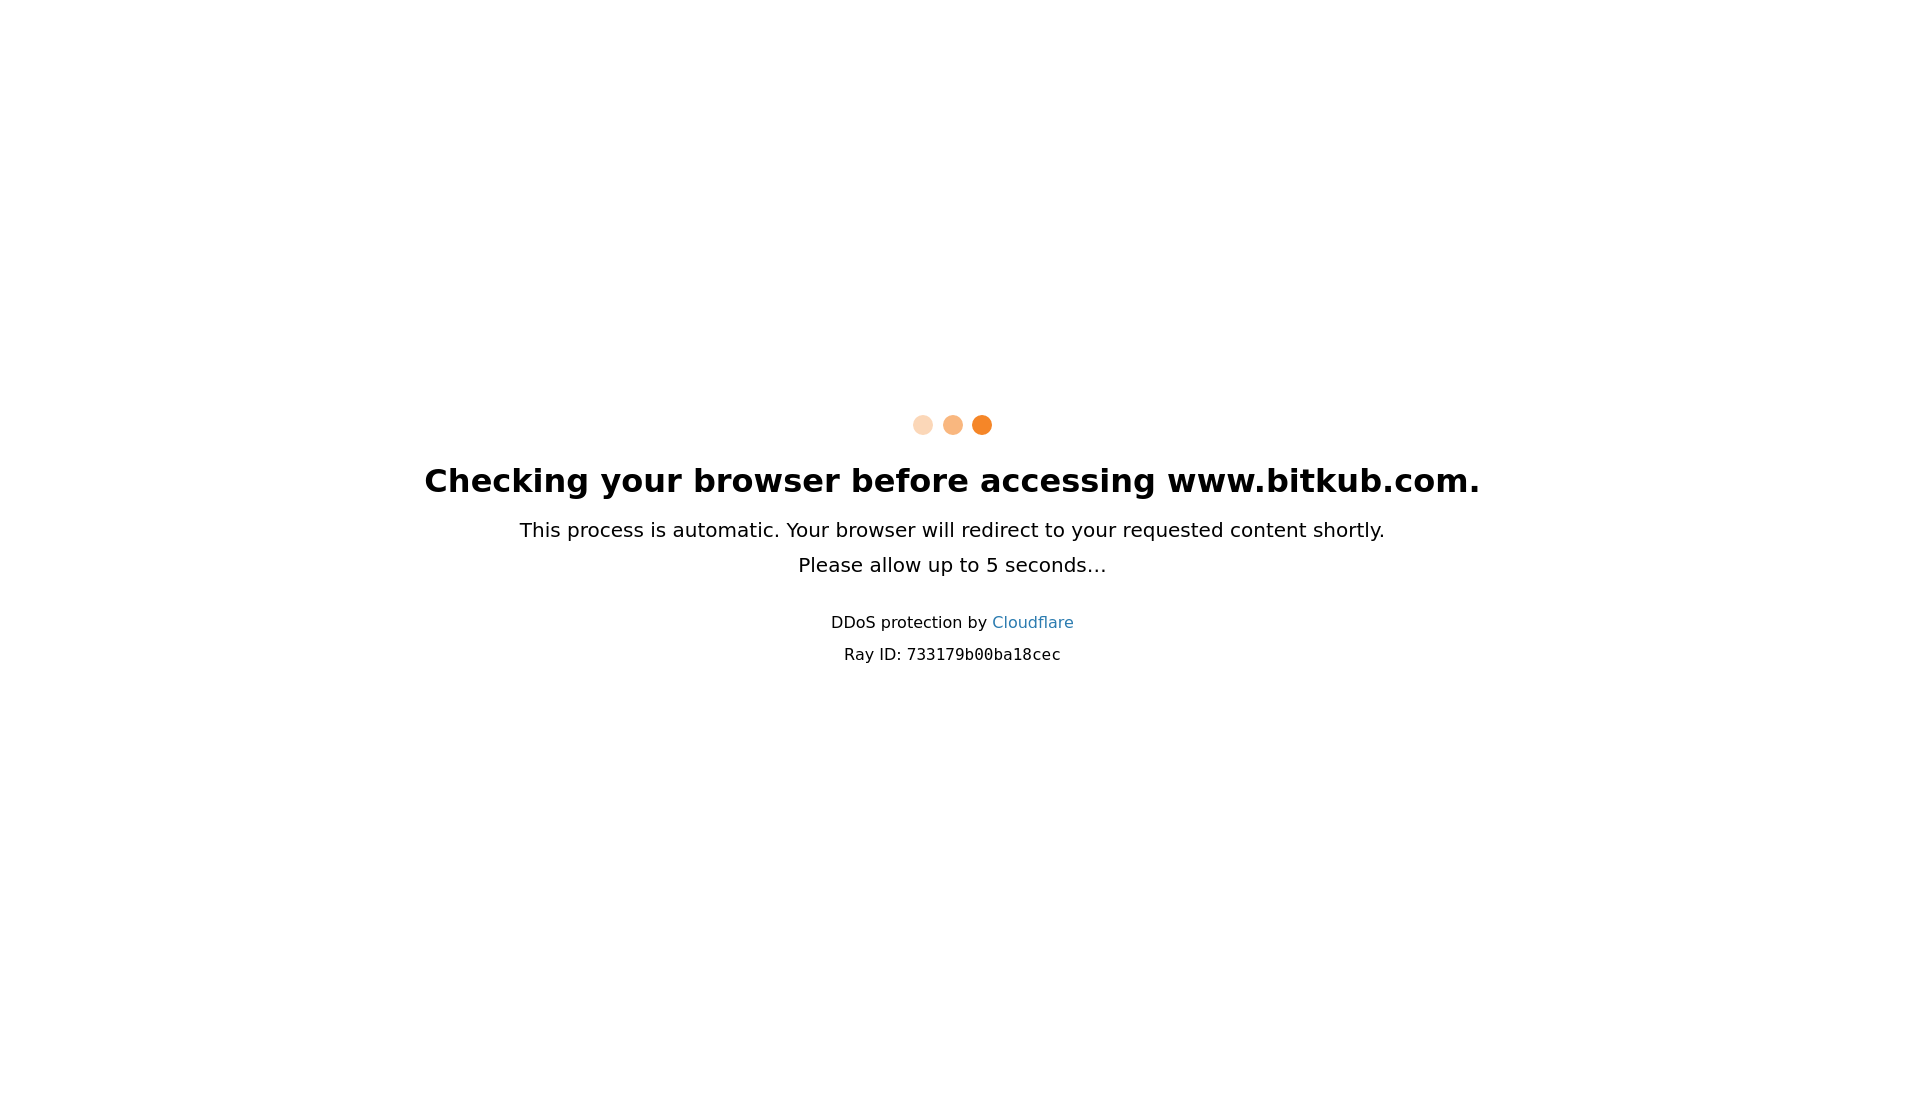 Checking your browser before accessing www.bitkub.com.
This process is automatic. Your browser will redirect to your requested content shortly.
Please allow up to 5 seconds…
DDoS protection by Cloudflare
Ray ID: 733179b00ba18cec